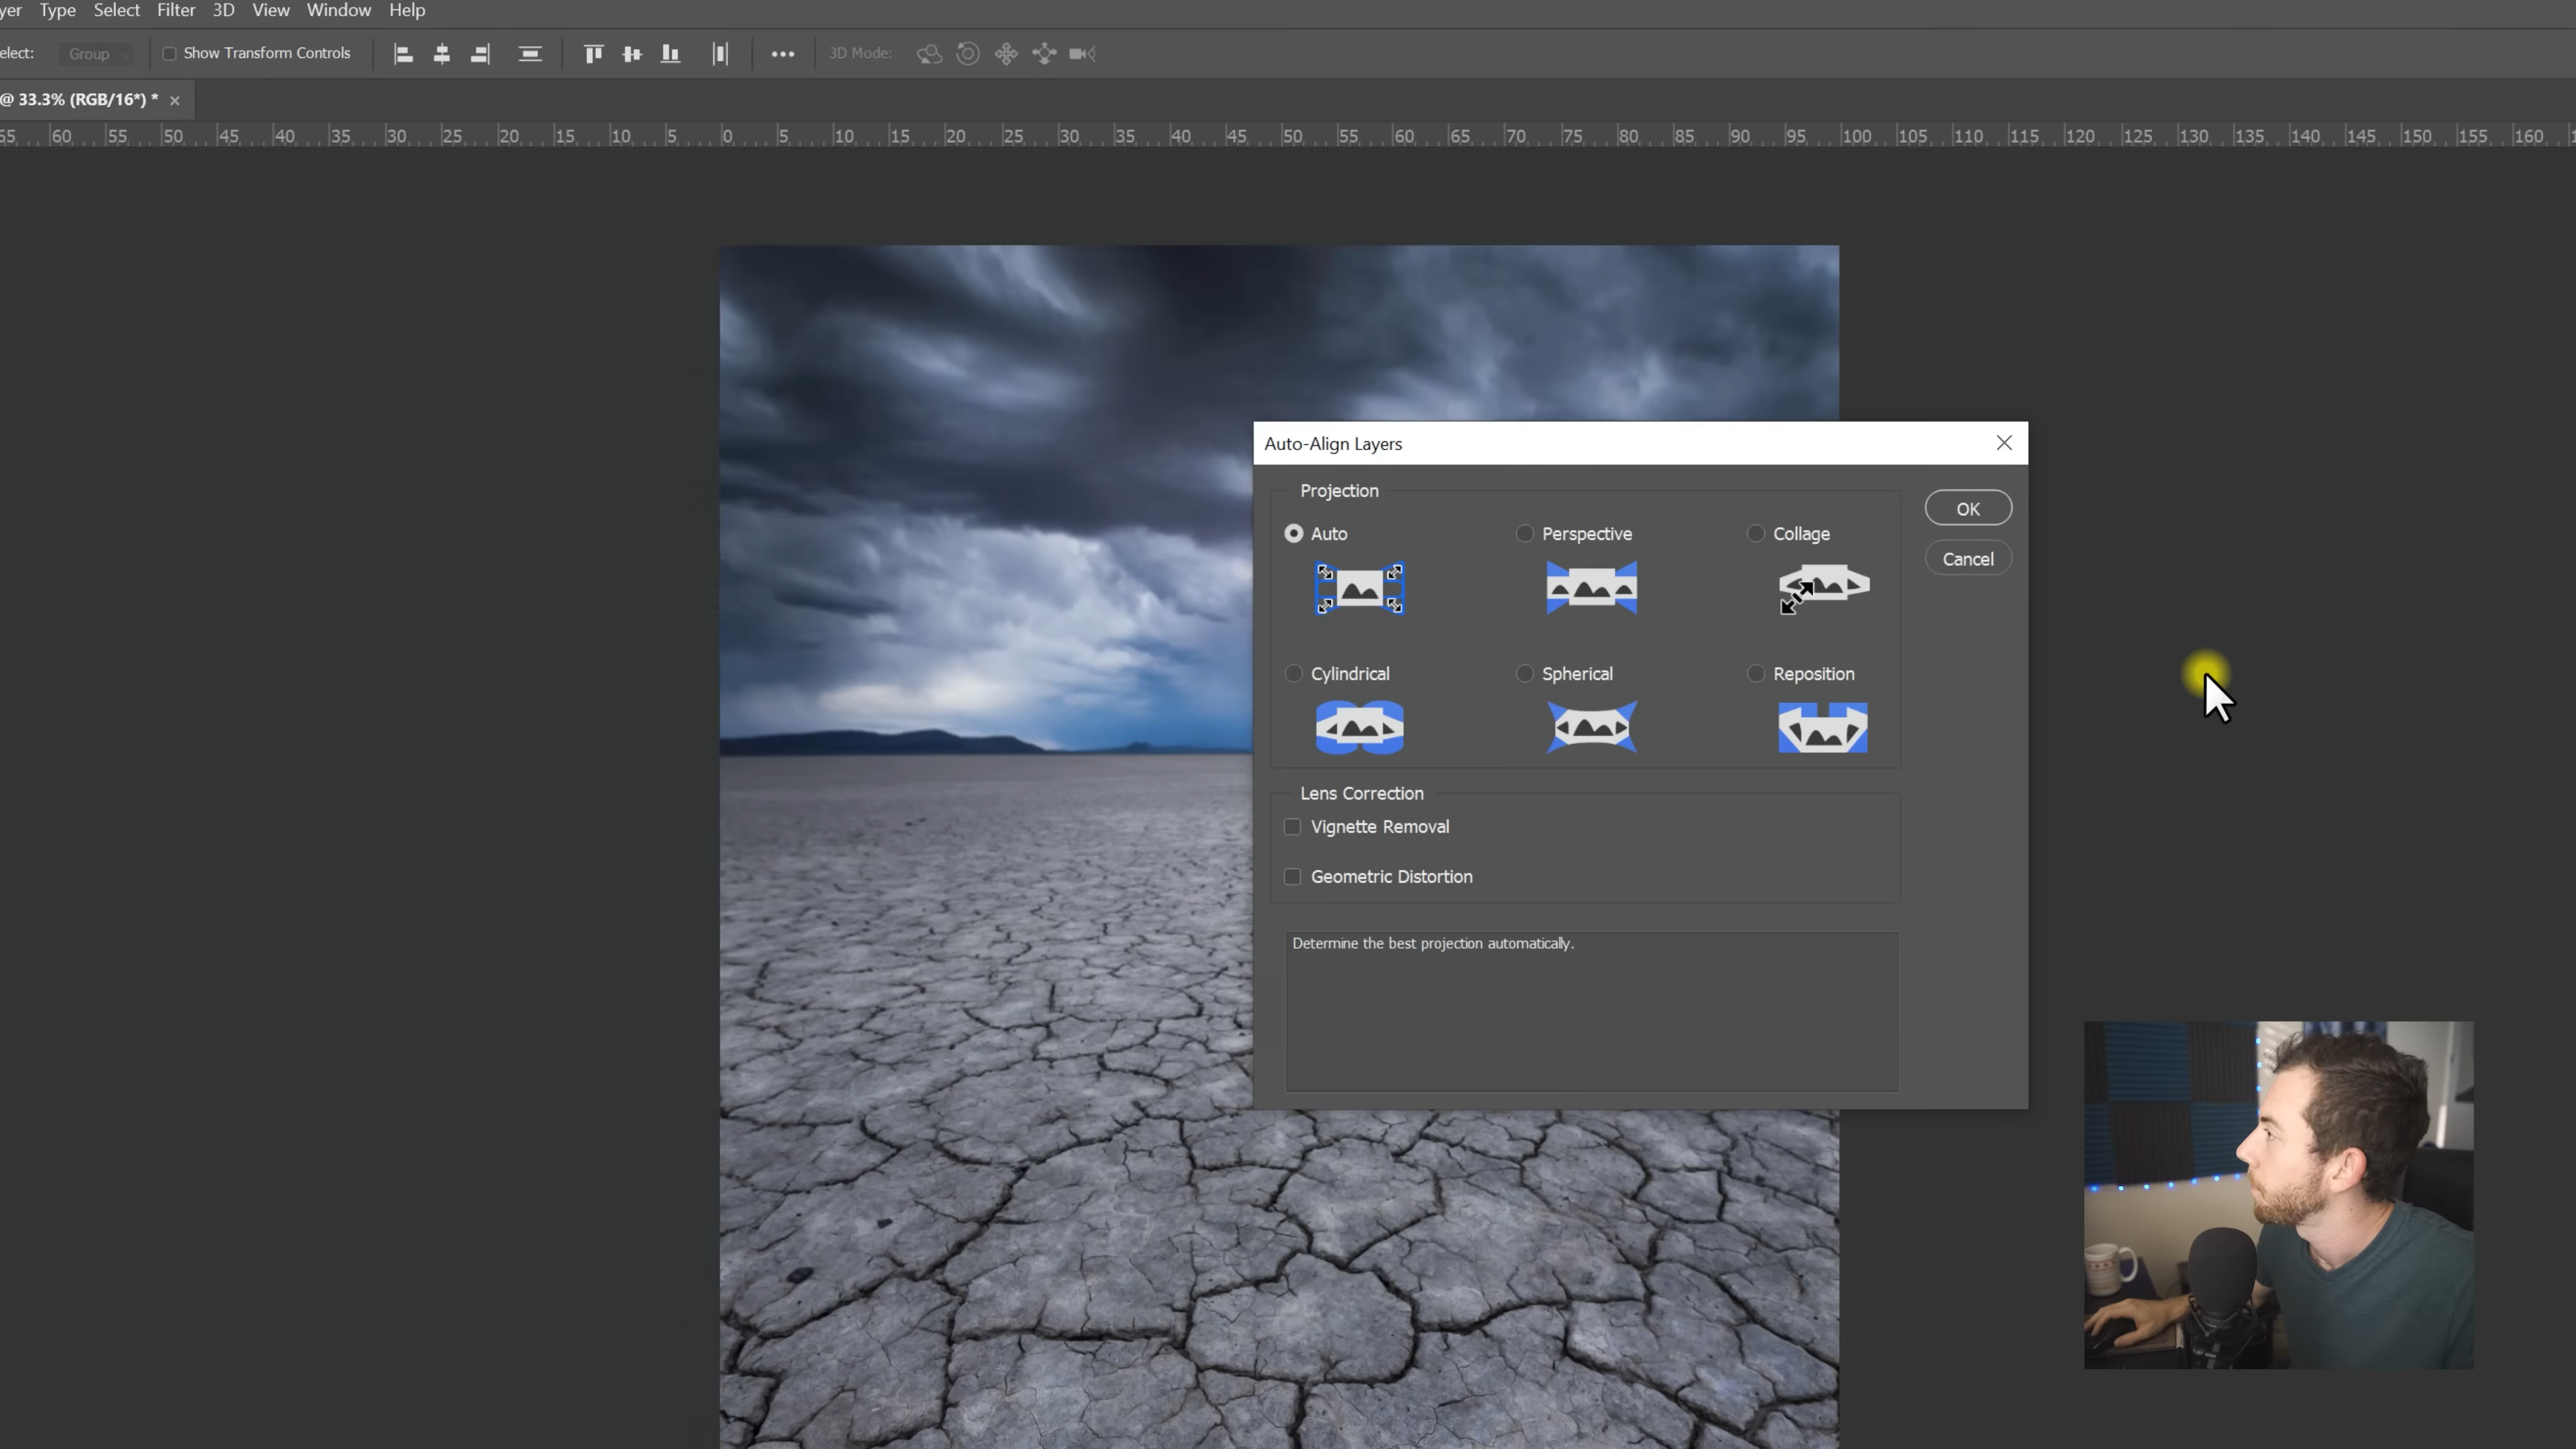 yer Type Select Filter 3D View Window Help
elect: Group Show Transform Controls 3D Mode:
@ 33.3% (RGB/16*) * ×
55 60 55 50 45 40 35 30 25 20 15 10 5 0 5 10 15 20 25 30 35 40 45 50 55 60 65 70 75 80 85 90 95 100 105 110 115 120 125 130 135 140 145 150 155 160
Auto-Align Layers
Projection
OK
Auto Perspective Collage
Cancel
Cylindrical Spherical Reposition
Lens Correction
Vignette Removal
Geometric Distortion
Determine the best projection automatically.